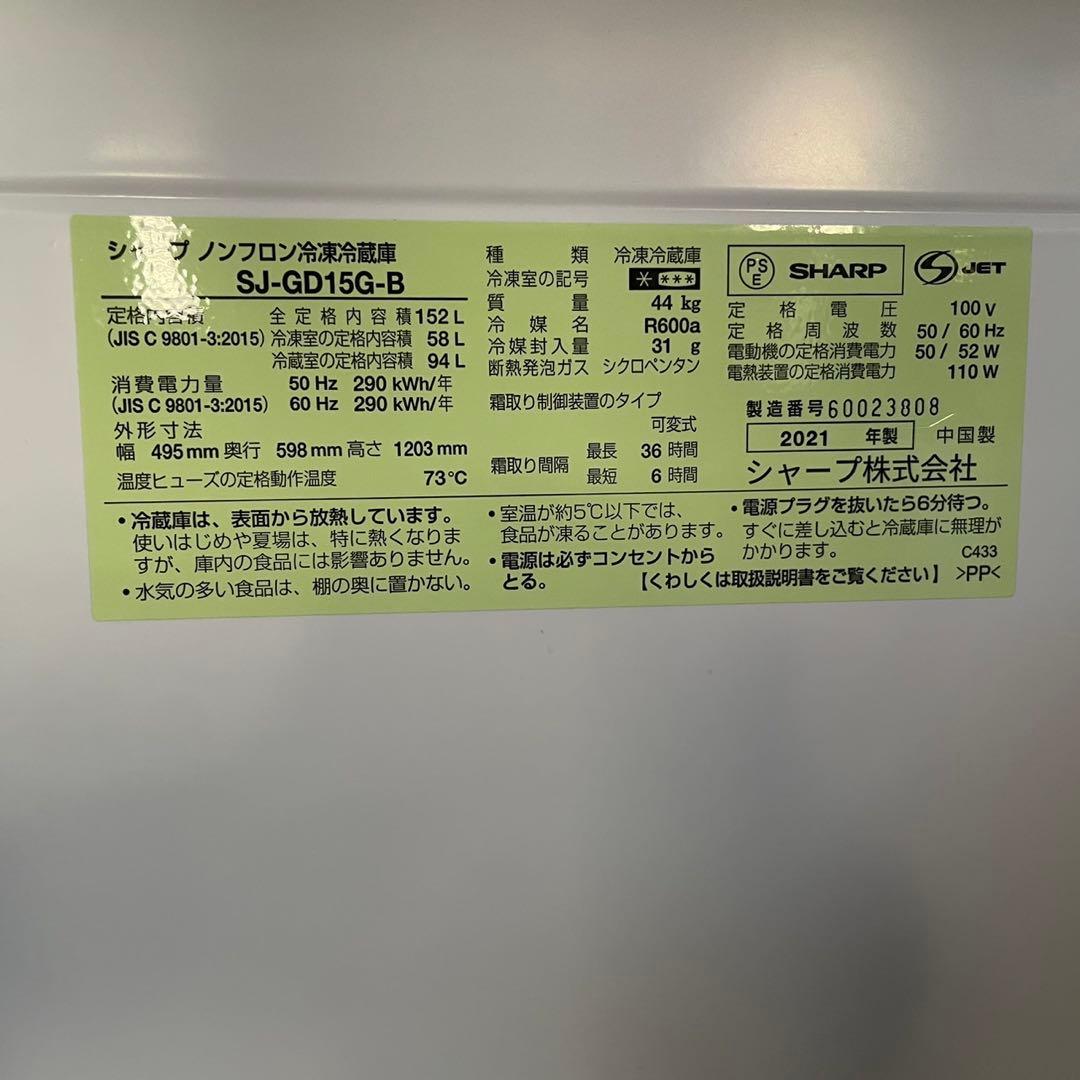 シャープ ノンフロン冷凍冷蔵庫
SJ-GD15G-B
定格内容積 全定格内容積 152 L
(JIS C 9801-3:2015) 冷凍室の定格内容積 58 L
冷蔵室の定格内容積 94 L
消費電力量 50 Hz 290 kWh/年
(JIS C 9801-3:2015) 60 Hz 290 kWh/年
外形寸法
幅 495 mm 奥行 598 mm 高さ 1203 mm
温度ヒューズの定格動作温度 73℃
種類 冷凍冷蔵庫
冷凍室の記号 * ***
質量 44 kg
冷媒名 R600a
冷媒封入量 31 g
断熱発泡ガス シクロペンタン
霜取り制御装置のタイプ
可変式
霜取り間隔 最長 36 時間
最短 6 時間
PSE SHARP S JET
定格電圧 100 V
定格周波数 50 / 60 Hz
電動機の定格消費電力 50 / 52 W
電熱装置の定格消費電力 110 W
製造番号 60023808
2021 年製 中国製
シャープ株式会社
・冷蔵庫は、表面から放熱しています。
使いはじめや夏場は、特に熱くなりま
すが、庫内の食品には影響ありません。
・水気の多い食品は、棚の奥に置かない。
・室温が約5℃以下では、
食品が凍ることがあります。
・電源は必ずコンセントから
とる。
・電源プラグを抜いたら6分待つ。
すぐに差し込むと冷蔵庫に無理が
かかります。 C433
【くわしくは取扱説明書をご覧ください】 >PP<